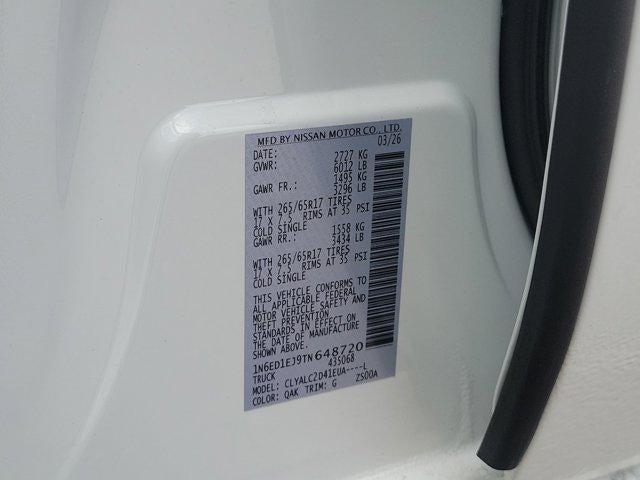 MFD BY NISSAN MOTOR CO., LTD.
DATE: 03/26
GVWR: 2727 KG
6012 LB
GAWR FR.: 1495 KG
3296 LB
WITH 265/65R17 TIRES
17 X 7.5 RIMS AT 35 PSI
COLD SINGLE
GAWR RR.: 1558 KG
3434 LB
WITH 265/65R17 TIRES
17 X 7.5 RIMS AT 35 PSI
COLD SINGLE
THIS VEHICLE CONFORMS TO
ALL APPLICABLE FEDERAL
MOTOR VEHICLE SAFETY AND
THEFT PREVENTION
STANDARDS IN EFFECT ON
THE DATE OF MANUFACTURE
SHOWN ABOVE.
1N6ED1EJ9TN648720
TRUCK 435068
MODEL: CLYALC2D41EUA----L
COLOR: QAK TRIM: G ZS00A